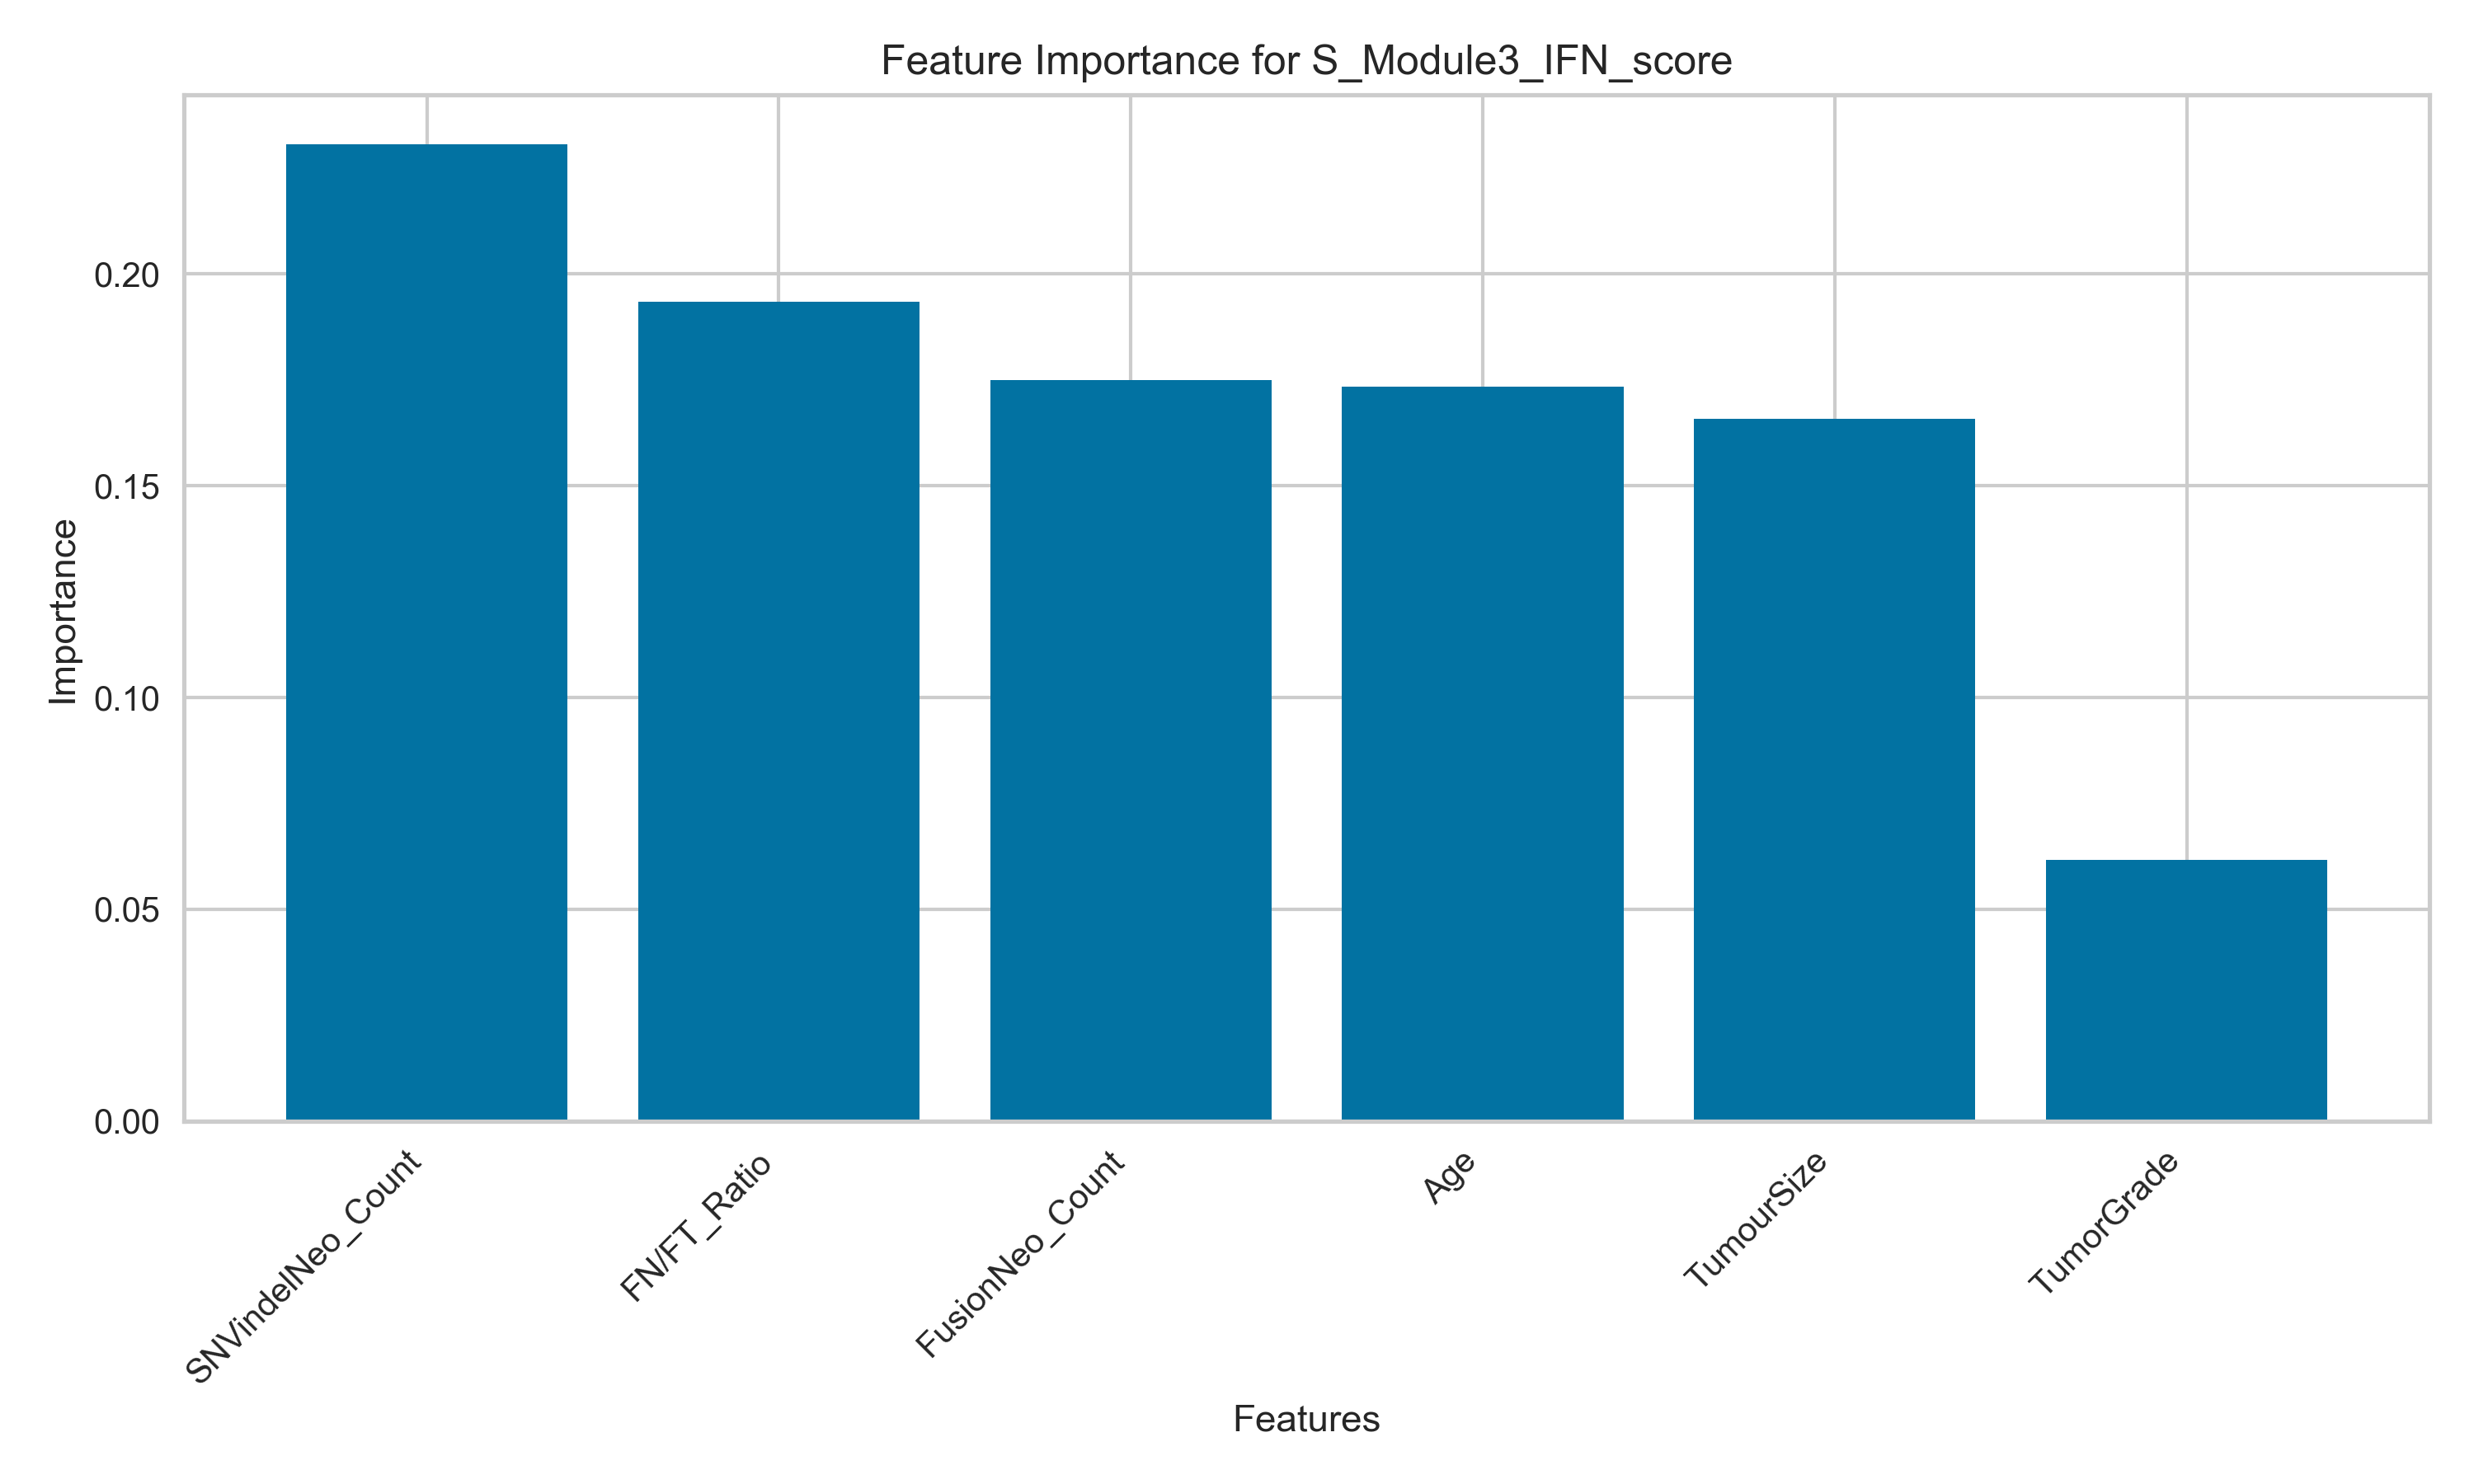 Feature Importance for S_Module3_IFN_score
Importance
0.20
0.15
0.10
0.05
0.00
SNVindelNeo_Count
FN/FT_Ratio
FusionNeo_Count
Age
TumourSize
TumorGrade
Features